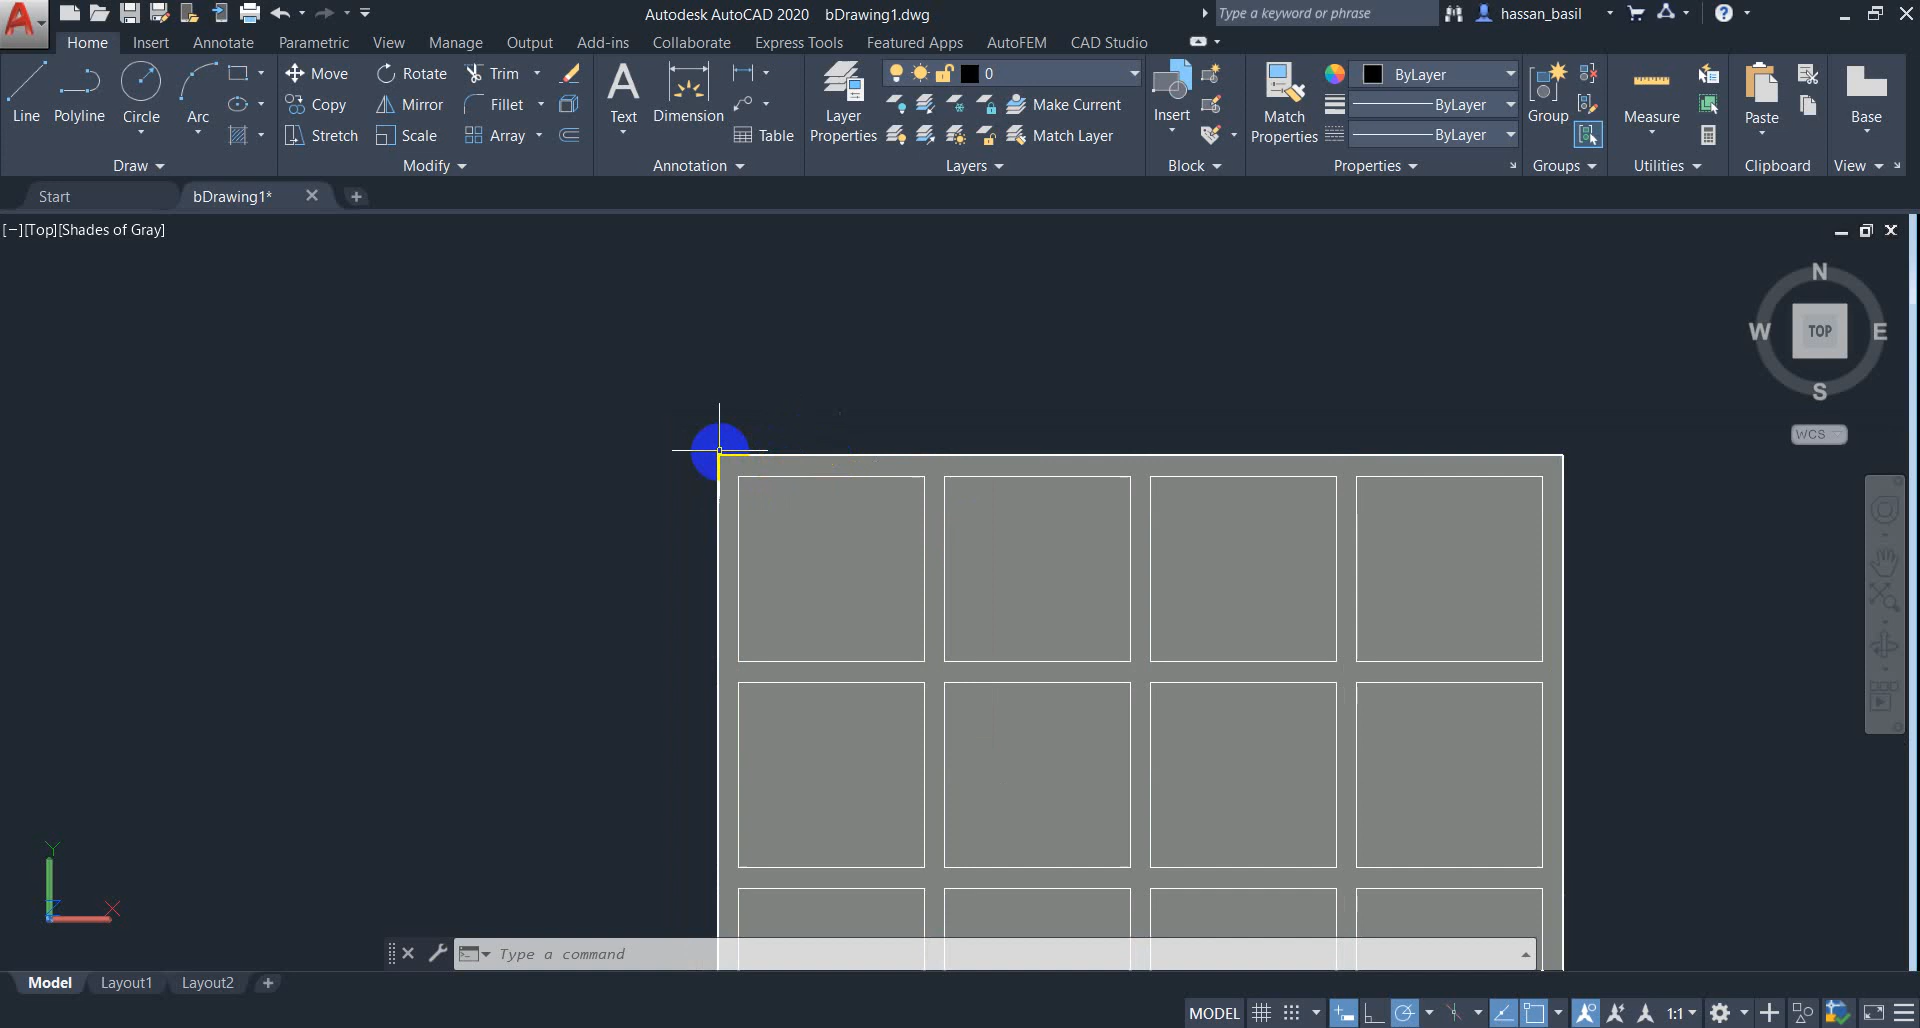 Autodesk AutoCAD 2020 bDrawing1.dwg
Type a keyword or phrase
hassan_basil
Home Insert Annotate Parametric View Manage Output Add-ins Collaborate Express Tools Featured Apps AutoFEM CAD Studio
Line Polyline Circle Arc
Draw
Move Rotate Trim
Copy Mirror Fillet
Stretch Scale Array
Modify
Text Dimension Table
Annotation
Layer Properties
0
Make Current
Match Layer
Layers
Insert
Block
Match Properties
ByLayer
ByLayer
ByLayer
Properties
Group
Groups
Measure
Utilities
Paste
Clipboard
Base
View
Start bDrawing1*
[−][Top][Shades of Gray]
N
W TOP E
S
WCS
Y
X
Type a command
Model Layout1 Layout2
MODEL 1:1